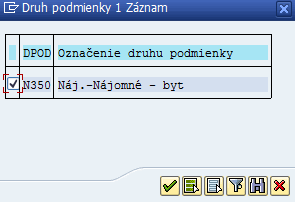 Druh podmienky 1 Záznam
DPOD Označenie druhu podmienky
N350 Náj.-Nájomné - byt